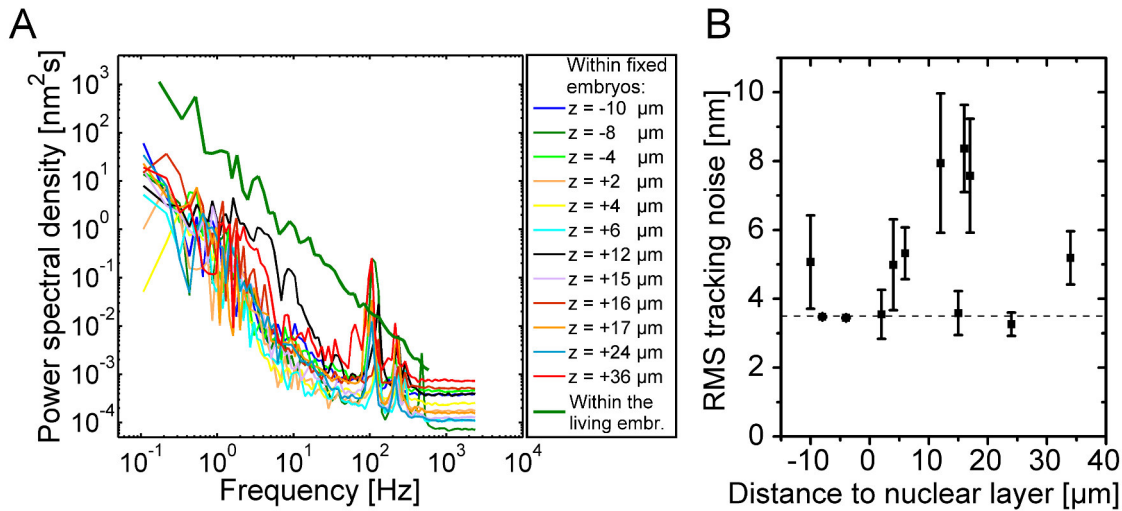 A
Power spectral density [nm²s]
10³
10²
10¹
10⁰
10⁻¹
10⁻²
10⁻³
10⁻⁴
10⁻¹ 10⁰ 10¹ 10² 10³ 10⁴
Frequency [Hz]
Within fixed
embryos:
z = -10 µm
z = -8 µm
z = -4 µm
z = +2 µm
z = +4 µm
z = +6 µm
z = +12 µm
z = +15 µm
z = +16 µm
z = +17 µm
z = +24 µm
z = +36 µm
Within the
living embr.
B
RMS tracking noise [nm]
10
8
6
4
2
0
-10 0 10 20 30 40
Distance to nuclear layer [µm]